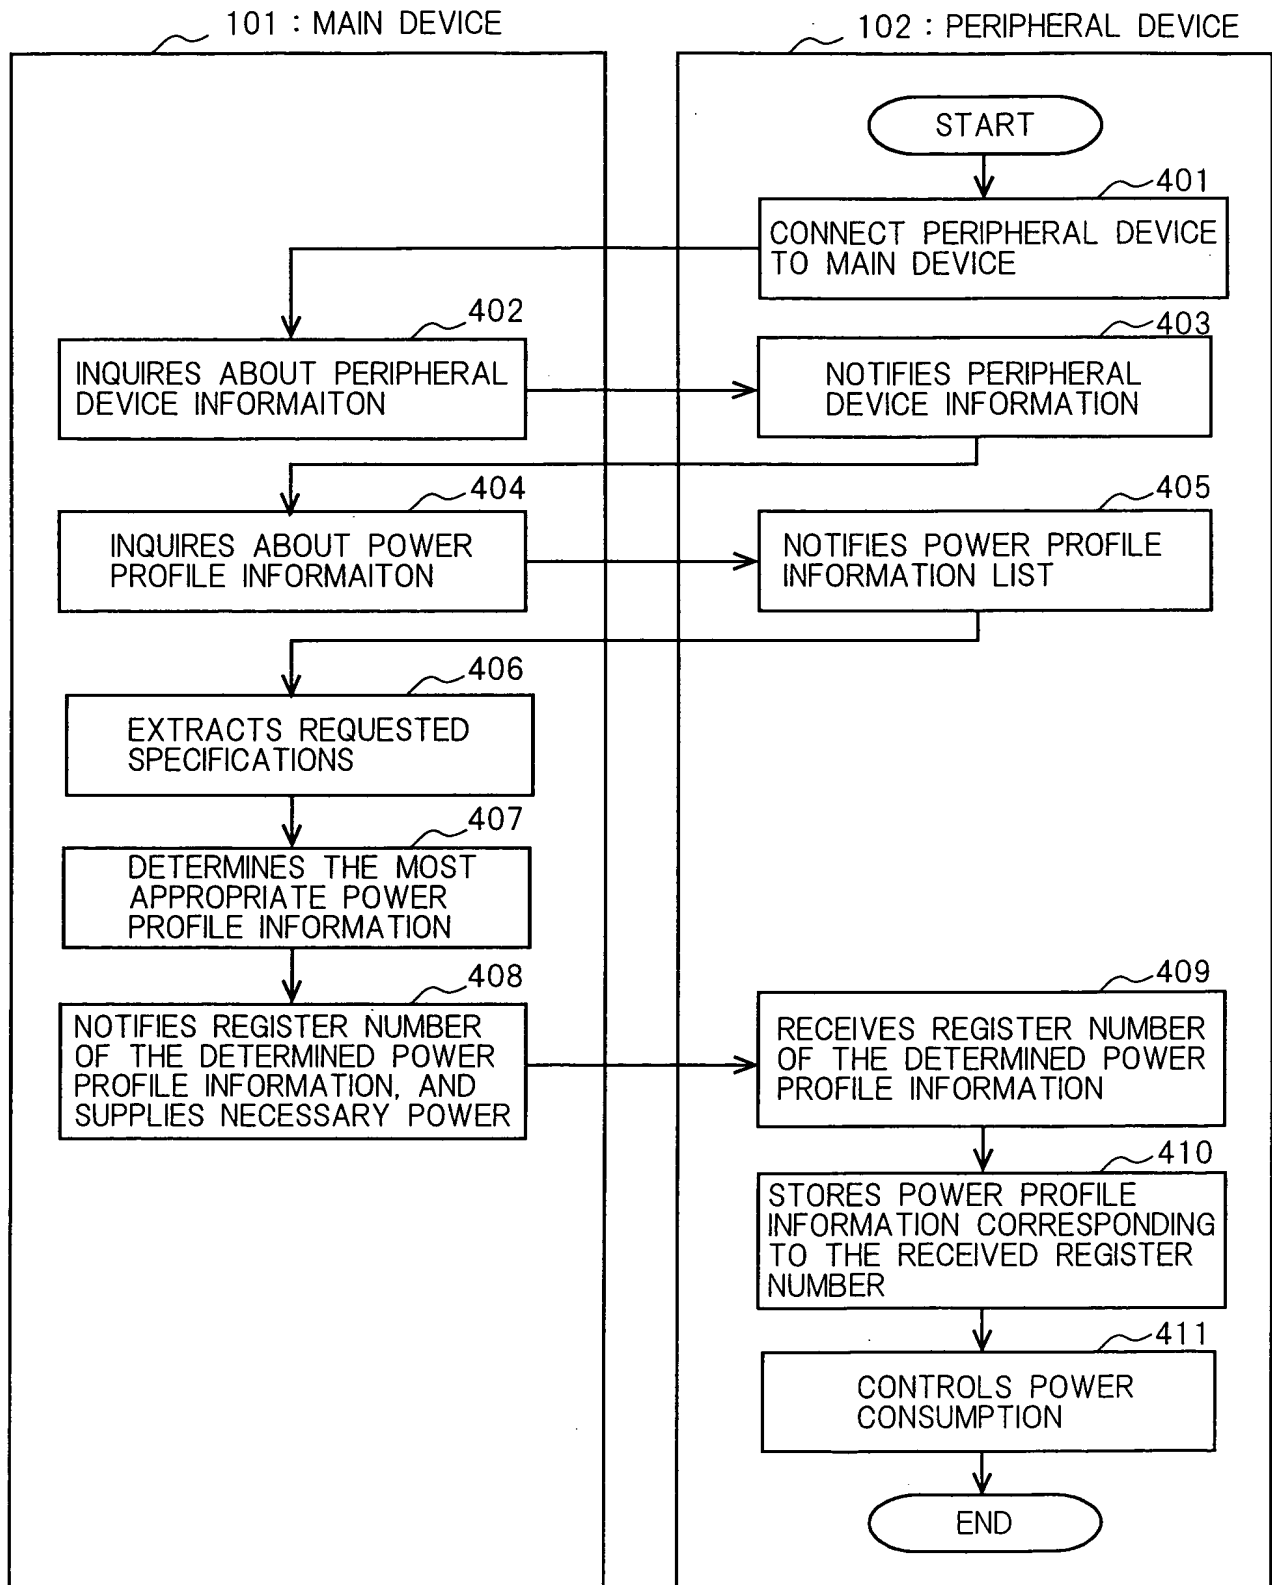 101 : MAIN DEVICE
102 : PERIPHERAL DEVICE
START
401
CONNECT PERIPHERAL DEVICE
TO MAIN DEVICE
402
INQUIRES ABOUT PERIPHERAL
DEVICE INFORMAITON
403
NOTIFIES PERIPHERAL
DEVICE INFORMATION
404
INQUIRES ABOUT POWER
PROFILE INFORMAITON
405
NOTIFIES POWER PROFILE
INFORMATION LIST
406
EXTRACTS REQUESTED
SPECIFICATIONS
407
DETERMINES THE MOST
APPROPRIATE POWER
PROFILE INFORMATION
408
NOTIFIES REGISTER NUMBER
OF THE DETERMINED POWER
PROFILE INFORMATION, AND
SUPPLIES NECESSARY POWER
409
RECEIVES REGISTER NUMBER
OF THE DETERMINED POWER
PROFILE INFORMATION
410
STORES POWER PROFILE
INFORMATION CORRESPONDING
TO THE RECEIVED REGISTER
NUMBER
411
CONTROLS POWER
CONSUMPTION
END